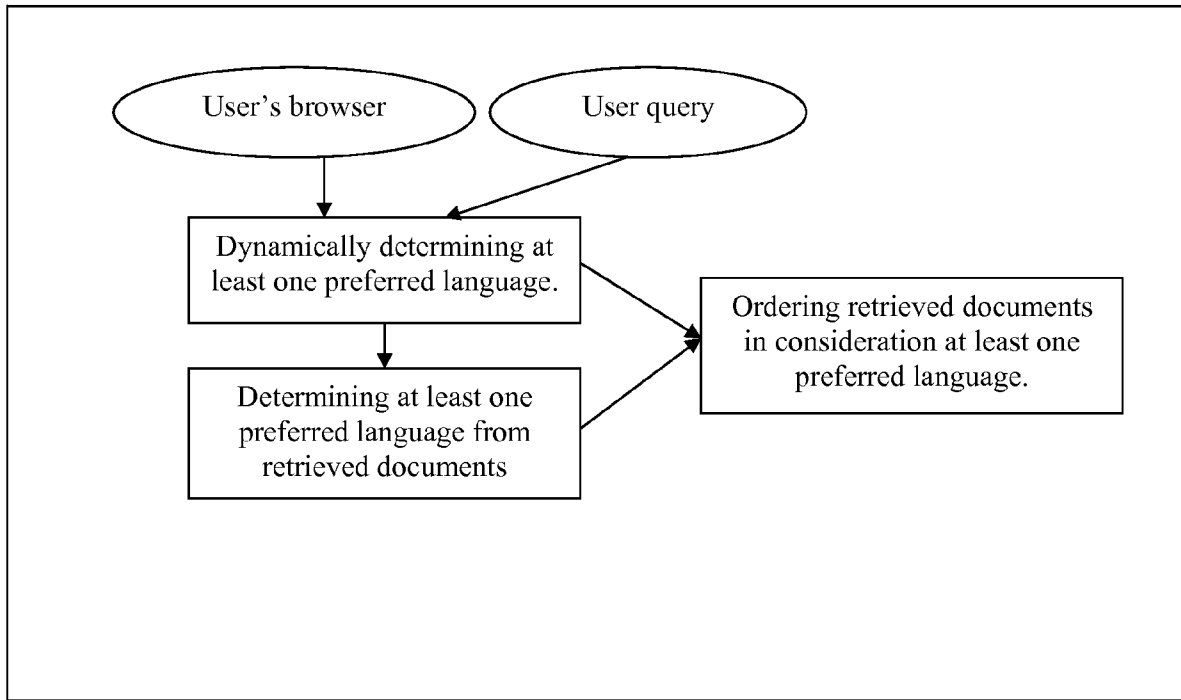 User's browser
User query
Dynamically determining at
least one preferred language.
Ordering retrieved documents
in consideration at least one
preferred language.
Determining at least one
preferred language from
retrieved documents